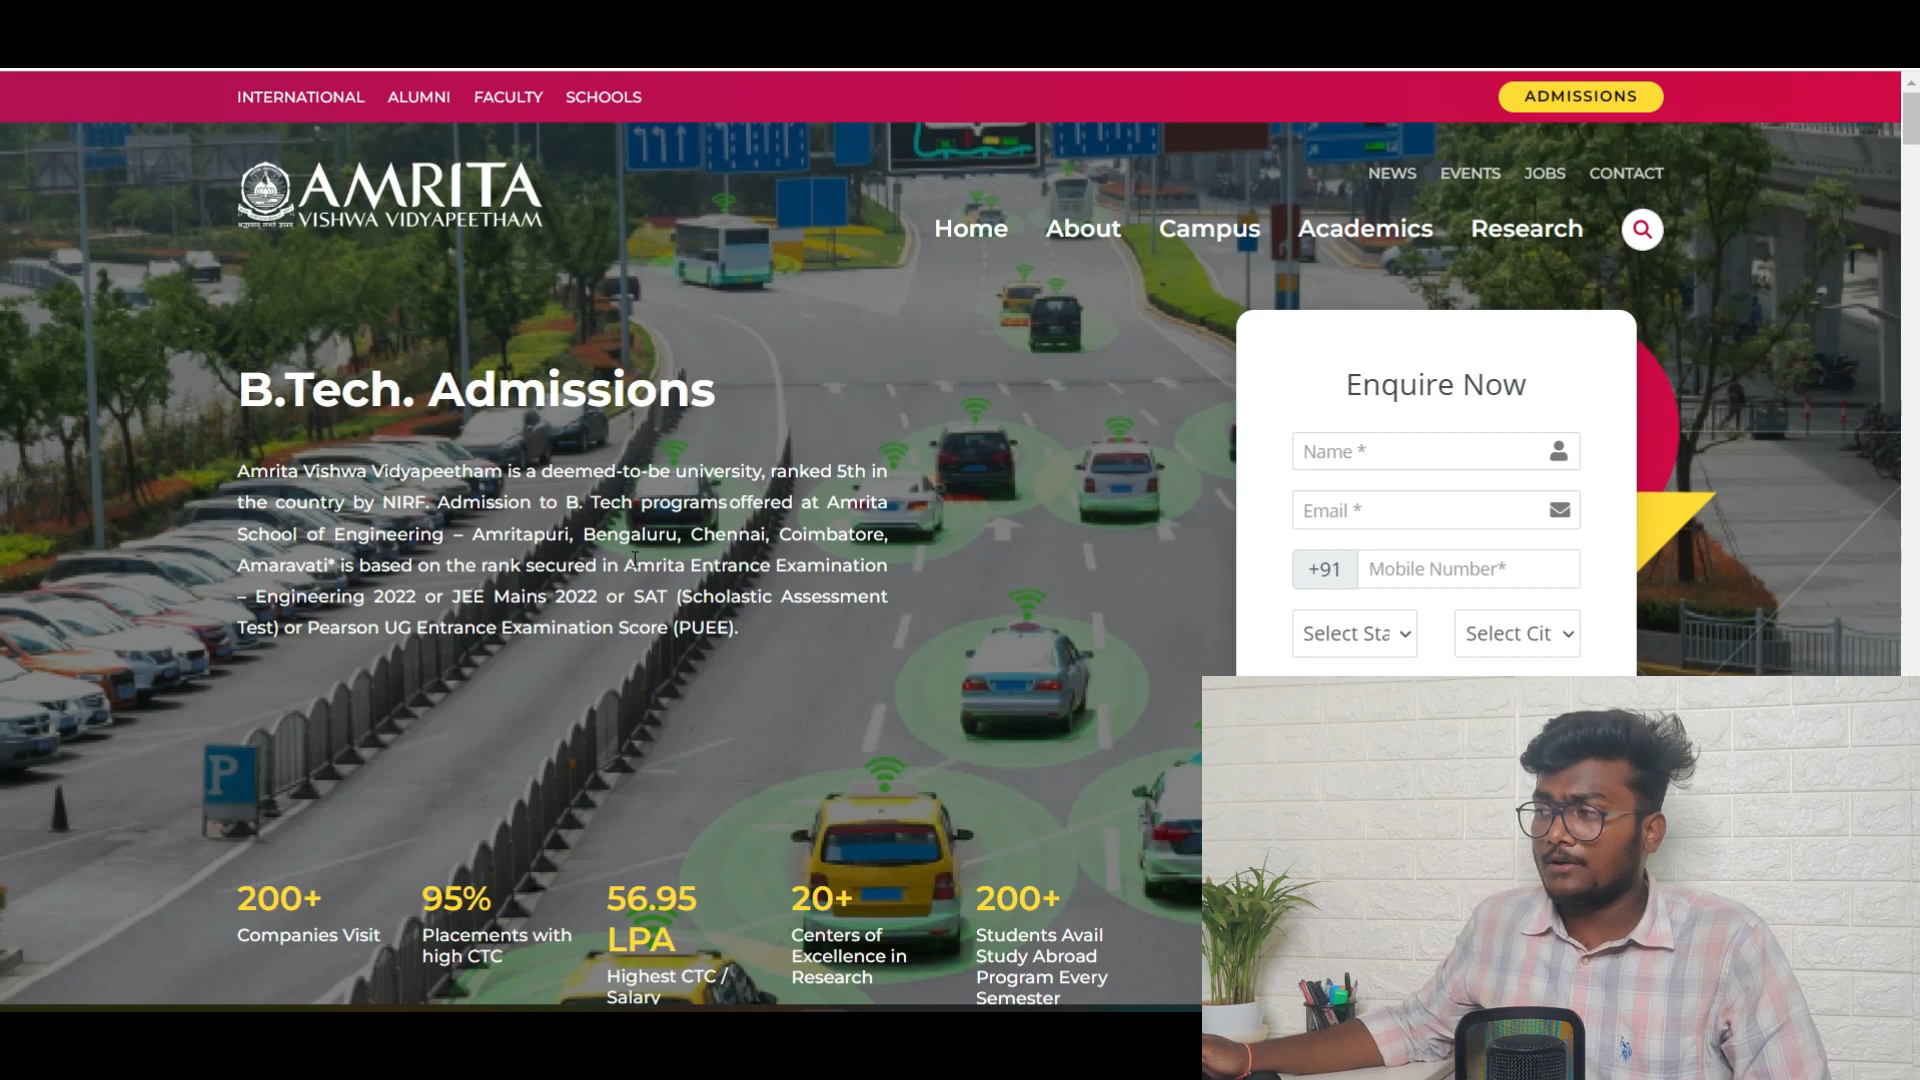 INTERNATIONAL ALUMNI FACULTY SCHOOLS
ADMISSIONS
AMRITA
VISHWA VIDYAPEETHAM
NEWS EVENTS JOBS CONTACT
Home About Campus Academics Research
B.Tech. Admissions
Amrita Vishwa Vidyapeetham is a deemed-to-be university, ranked 5th in
the country by NIRF. Admission to B. Tech programs offered at Amrita
School of Engineering – Amritapuri, Bengaluru, Chennai, Coimbatore,
Amaravati* is based on the rank secured in Amrita Entrance Examination
– Engineering 2022 or JEE Mains 2022 or SAT (Scholastic Assessment
Test) or Pearson UG Entrance Examination Score (PUEE).
Enquire Now
Name *
Email *
+91 Mobile Number*
Select Sta Select Cit
P
200+
Companies Visit
95%
Placements with
high CTC
56.95
LPA
Highest CTC /
Salary
20+
Centers of
Excellence in
Research
200+
Students Avail
Study Abroad
Program Every
Semester